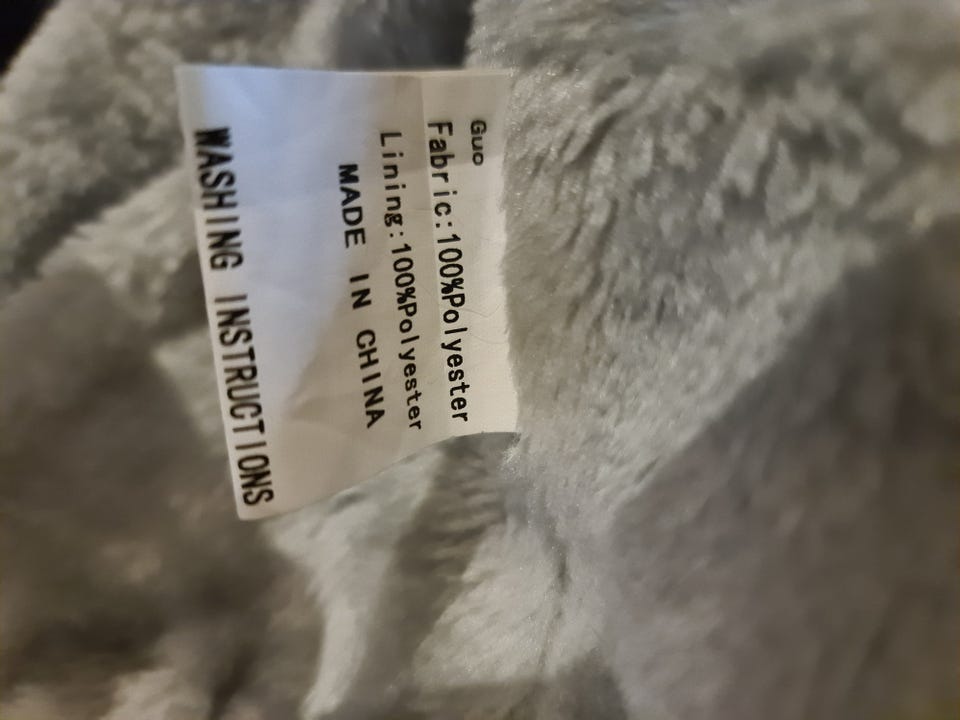 Guo
Fabric:100%Polyester
Lining:100%Polyester
MADE IN CHINA
WASHING INSTRUCTIONS